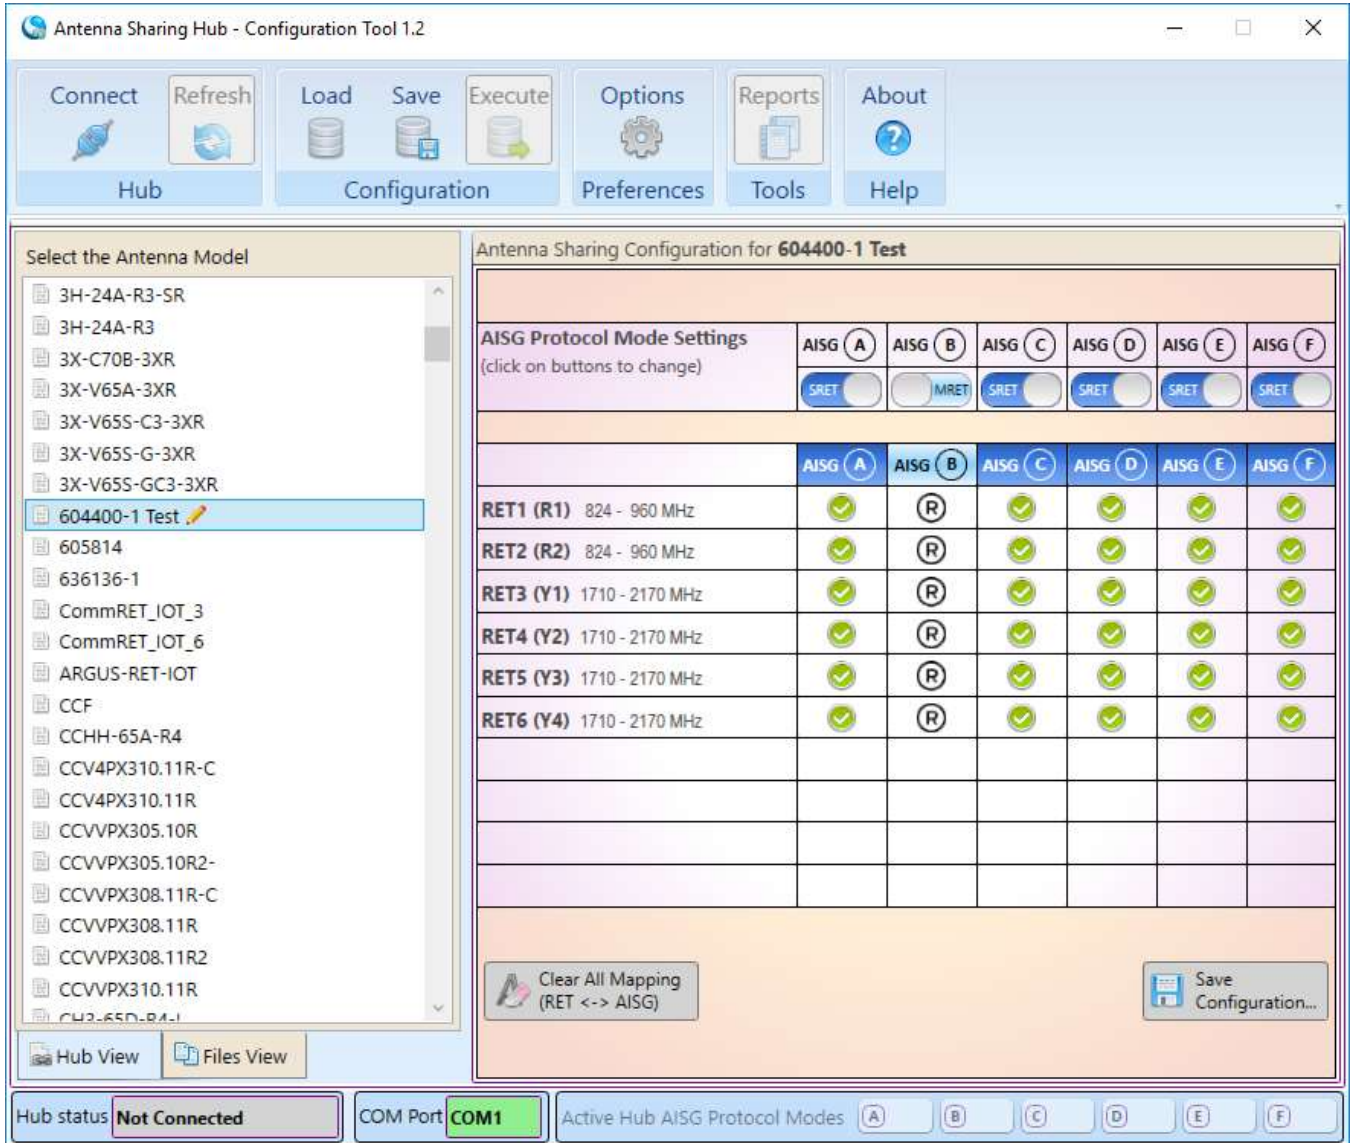 Antenna Sharing Hub - Configuration Tool 1.2
Connect Refresh Load Save Execute Options Reports About
Hub Configuration Preferences Tools Help
Select the Antenna Model
3H-24A-R3-SR
3H-24A-R3
3X-C70B-3XR
3X-V65A-3XR
3X-V65S-C3-3XR
3X-V65S-G-3XR
3X-V65S-GC3-3XR
604400-1 Test
605814
636136-1
CommRET_IOT_3
CommRET_IOT_6
ARGUS-RET-IOT
CCF
CCHH-65A-R4
CCV4PX310.11R-C
CCV4PX310.11R
CCVVPX305.10R
CCVVPX305.10R2-
CCVVPX308.11R-C
CCVVPX308.11R
CCVVPX308.11R2
CCVVPX310.11R
Hub View Files View
Antenna Sharing Configuration for 604400-1 Test
AISG Protocol Mode Settings
(click on buttons to change)
AISG A AISG B AISG C AISG D AISG E AISG F
SRET MRET SRET SRET SRET SRET
AISG A AISG B AISG C AISG D AISG E AISG F
RET1 (R1) 824 - 960 MHz R
RET2 (R2) 824 - 960 MHz R
RET3 (Y1) 1710 - 2170 MHz R
RET4 (Y2) 1710 - 2170 MHz R
RET5 (Y3) 1710 - 2170 MHz R
RET6 (Y4) 1710 - 2170 MHz R
Clear All Mapping
(RET <-> AISG)
Save
Configuration...
Hub status Not Connected COM Port COM1 Active Hub AISG Protocol Modes A B C D E F